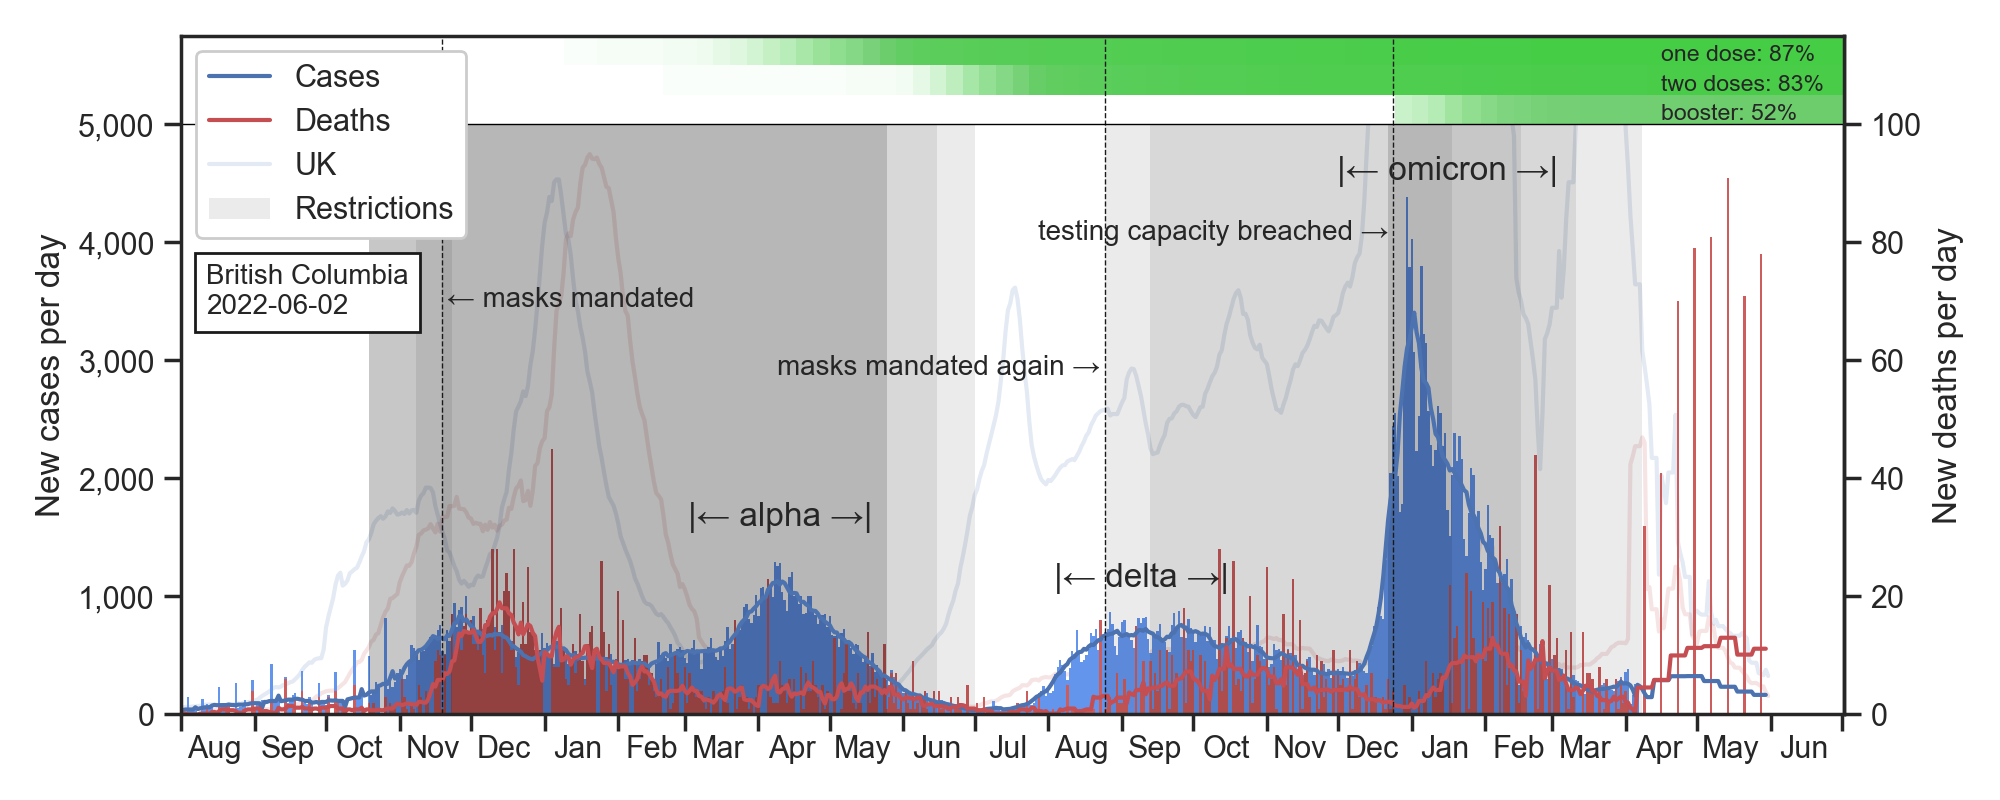 one dose: 87%
two doses: 83%
booster: 52%
Cases
Deaths
UK
Restrictions
British Columbia
2022-06-02
|← omicron →|
testing capacity breached →
← masks mandated
masks mandated again →
|← alpha →|
|← delta →|
New cases per day
5,000
4,000
3,000
2,000
1,000
0
New deaths per day
100
80
60
40
20
0
Aug Sep Oct Nov Dec Jan Feb Mar Apr May Jun Jul Aug Sep Oct Nov Dec Jan Feb Mar Apr May Jun